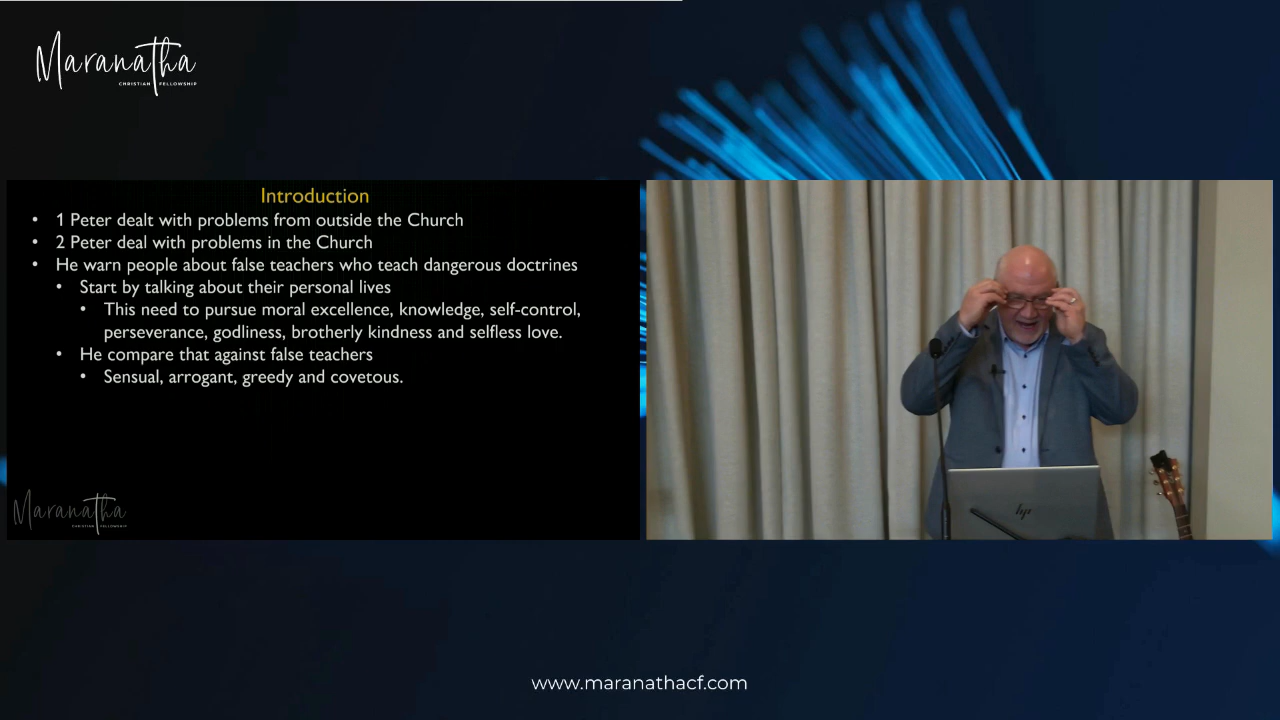 Maranatha
CHRISTIAN FELLOWSHIP
Introduction
• 1 Peter dealt with problems from outside the Church
• 2 Peter deal with problems in the Church
• He warn people about false teachers who teach dangerous doctrines
• Start by talking about their personal lives
• This need to pursue moral excellence, knowledge, self-control,
perseverance, godliness, brotherly kindness and selfless love.
• He compare that against false teachers
• Sensual, arrogant, greedy and covetous.
Maranatha
CHRISTIAN FELLOWSHIP
hp
www.maranathacf.com